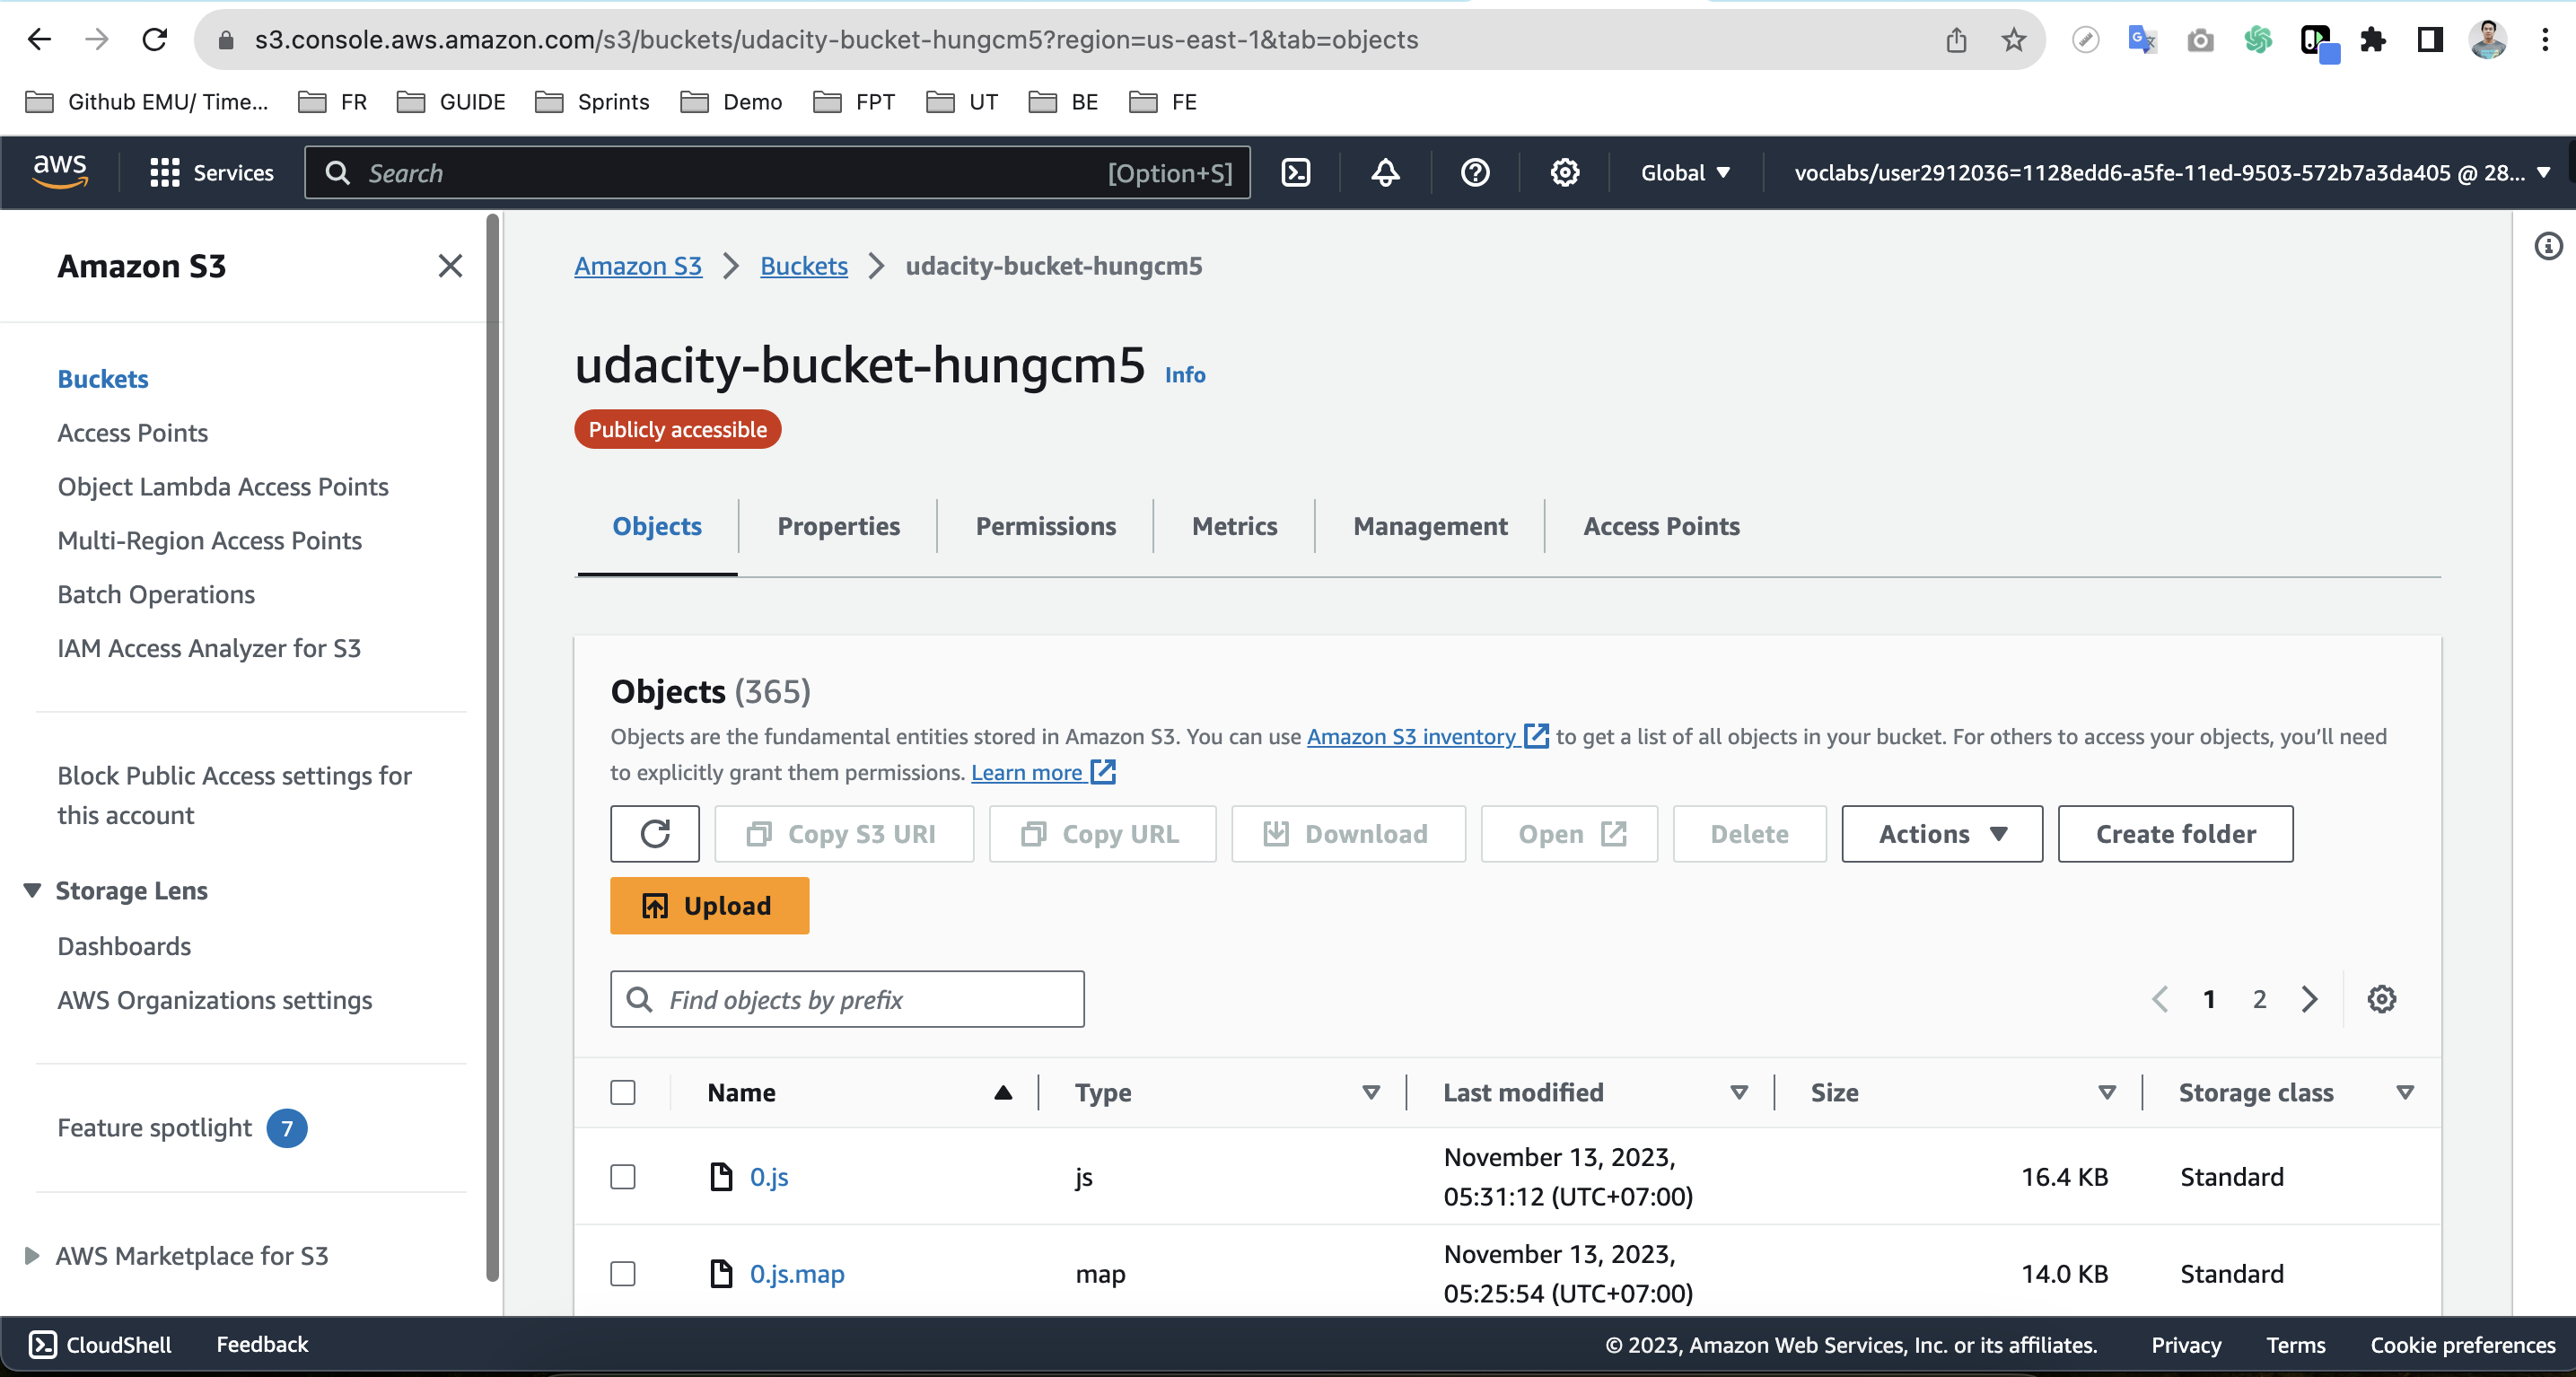 s3.console.aws.amazon.com/s3/buckets/udacity-bucket-hungcm5?region=us-east-1&tab=objects
Github EMU/ Time...
FR
GUIDE
Sprints
Demo
FPT
UT
BE
FE
aws
Services
Search
[Option+S]
Global
voclabs/user2912036=1128edd6-a5fe-11ed-9503-572b7a3da405 @ 28...
Amazon S3
Buckets
Access Points
Object Lambda Access Points
Multi-Region Access Points
Batch Operations
IAM Access Analyzer for S3
Block Public Access settings for
this account
Storage Lens
Dashboards
AWS Organizations settings
Feature spotlight 7
AWS Marketplace for S3
Amazon S3 > Buckets > udacity-bucket-hungcm5
udacity-bucket-hungcm5 Info
Publicly accessible
Objects
Properties
Permissions
Metrics
Management
Access Points
Objects (365)
Objects are the fundamental entities stored in Amazon S3. You can use Amazon S3 inventory to get a list of all objects in your bucket. For others to access your objects, you’ll need
to explicitly grant them permissions. Learn more
Copy S3 URI
Copy URL
Download
Open
Delete
Actions
Create folder
Upload
Find objects by prefix
1 2
Name
Type
Last modified
Size
Storage class
0.js
js
November 13, 2023,
05:31:12 (UTC+07:00)
16.4 KB
Standard
0.js.map
map
November 13, 2023,
05:25:54 (UTC+07:00)
14.0 KB
Standard
CloudShell
Feedback
© 2023, Amazon Web Services, Inc. or its affiliates.
Privacy
Terms
Cookie preferences